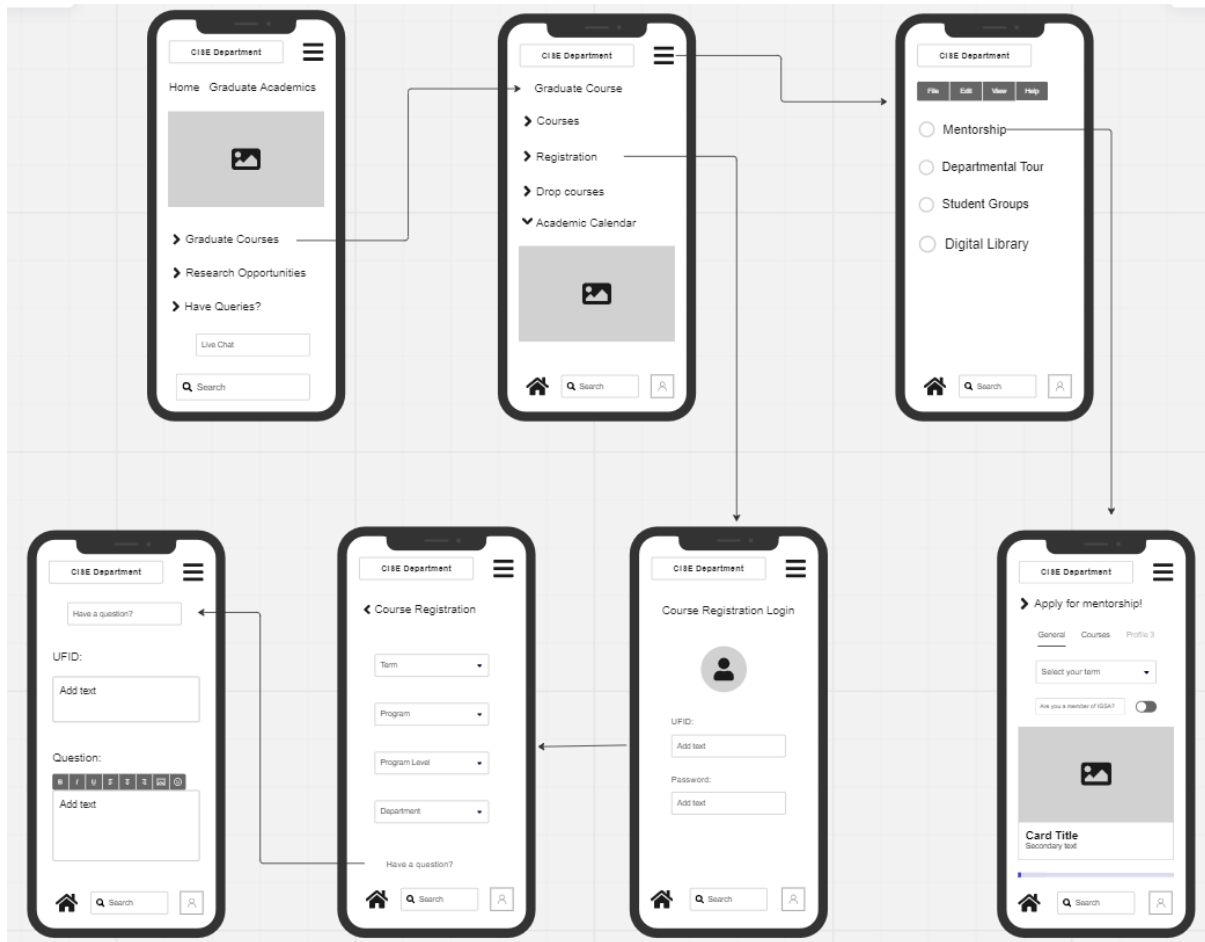 CISE Department
Home Graduate Academics
Graduate Courses
Research Opportunities
Have Queries?
Live Chat
Search
CISE Department
Graduate Course
Courses
Registration
Drop courses
Academic Calendar
Search
CISE Department
File Edit View Help
Mentorship
Departmental Tour
Student Groups
Digital Library
Search
CISE Department
Have a question?
UFID:
Add text
Question:
B I U
Add text
Search
CISE Department
Course Registration
Term
Program
Program Level
Department
Have a question?
Search
CISE Department
Course Registration Login
UFID:
Add text
Password:
Add text
Search
CISE Department
Apply for mentorship!
General Courses Profile 3
Select your term
Are you a member of IGSA?
Card Title
Secondary text
Search